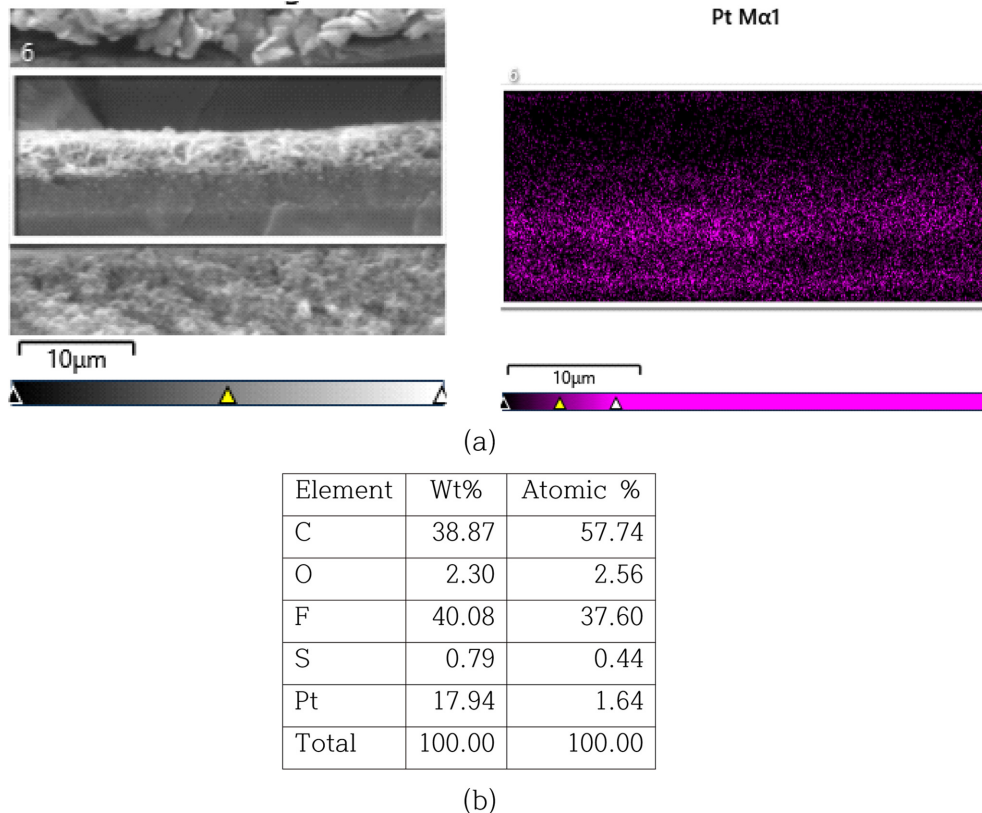 Pt Mα1
6
6
10μm
10μm
(a)
Element Wt% Atomic %
C 38.87 57.74
O 2.30 2.56
F 40.08 37.60
S 0.79 0.44
Pt 17.94 1.64
Total 100.00 100.00
(b)